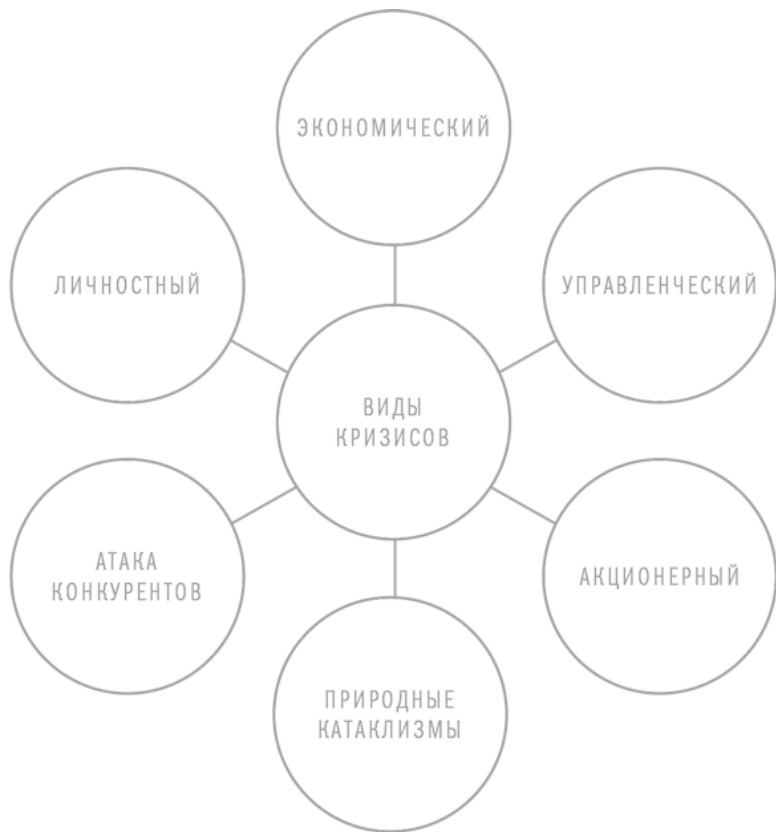 ЭКОНОМИЧЕСКИЙ
ЛИЧНОСТНЫЙ
УПРАВЛЕНЧЕСКИЙ
ВИДЫ
КРИЗИСОВ
АТАКА
КОНКУРЕНТОВ
АКЦИОНЕРНЫЙ
ПРИРОДНЫЕ
КАТАКЛИЗМЫ